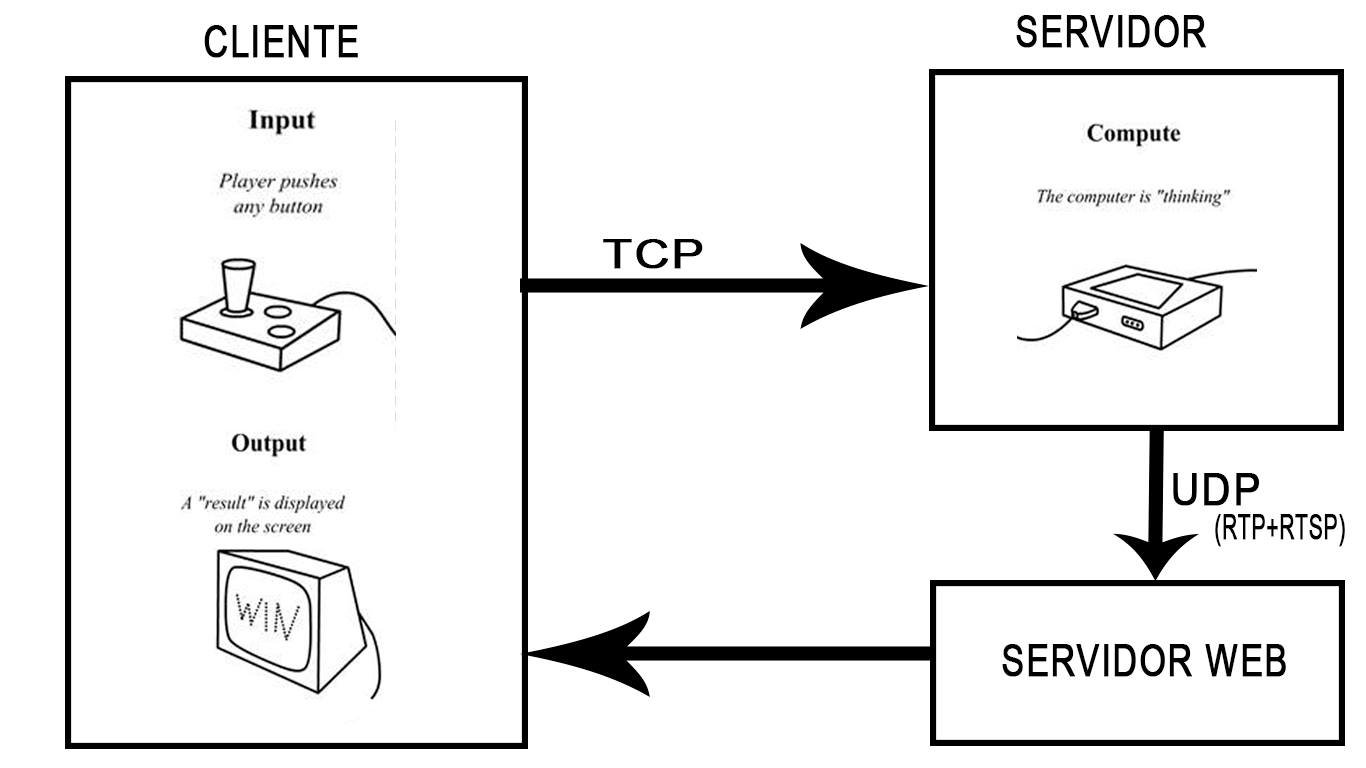 CLIENTE
Input
Player pushes
any button
Output
A "result" is displayed
on the screen
WIN
TCP
SERVIDOR
Compute
The computer is "thinking"
UDP
(RTP+RTSP)
SERVIDOR WEB